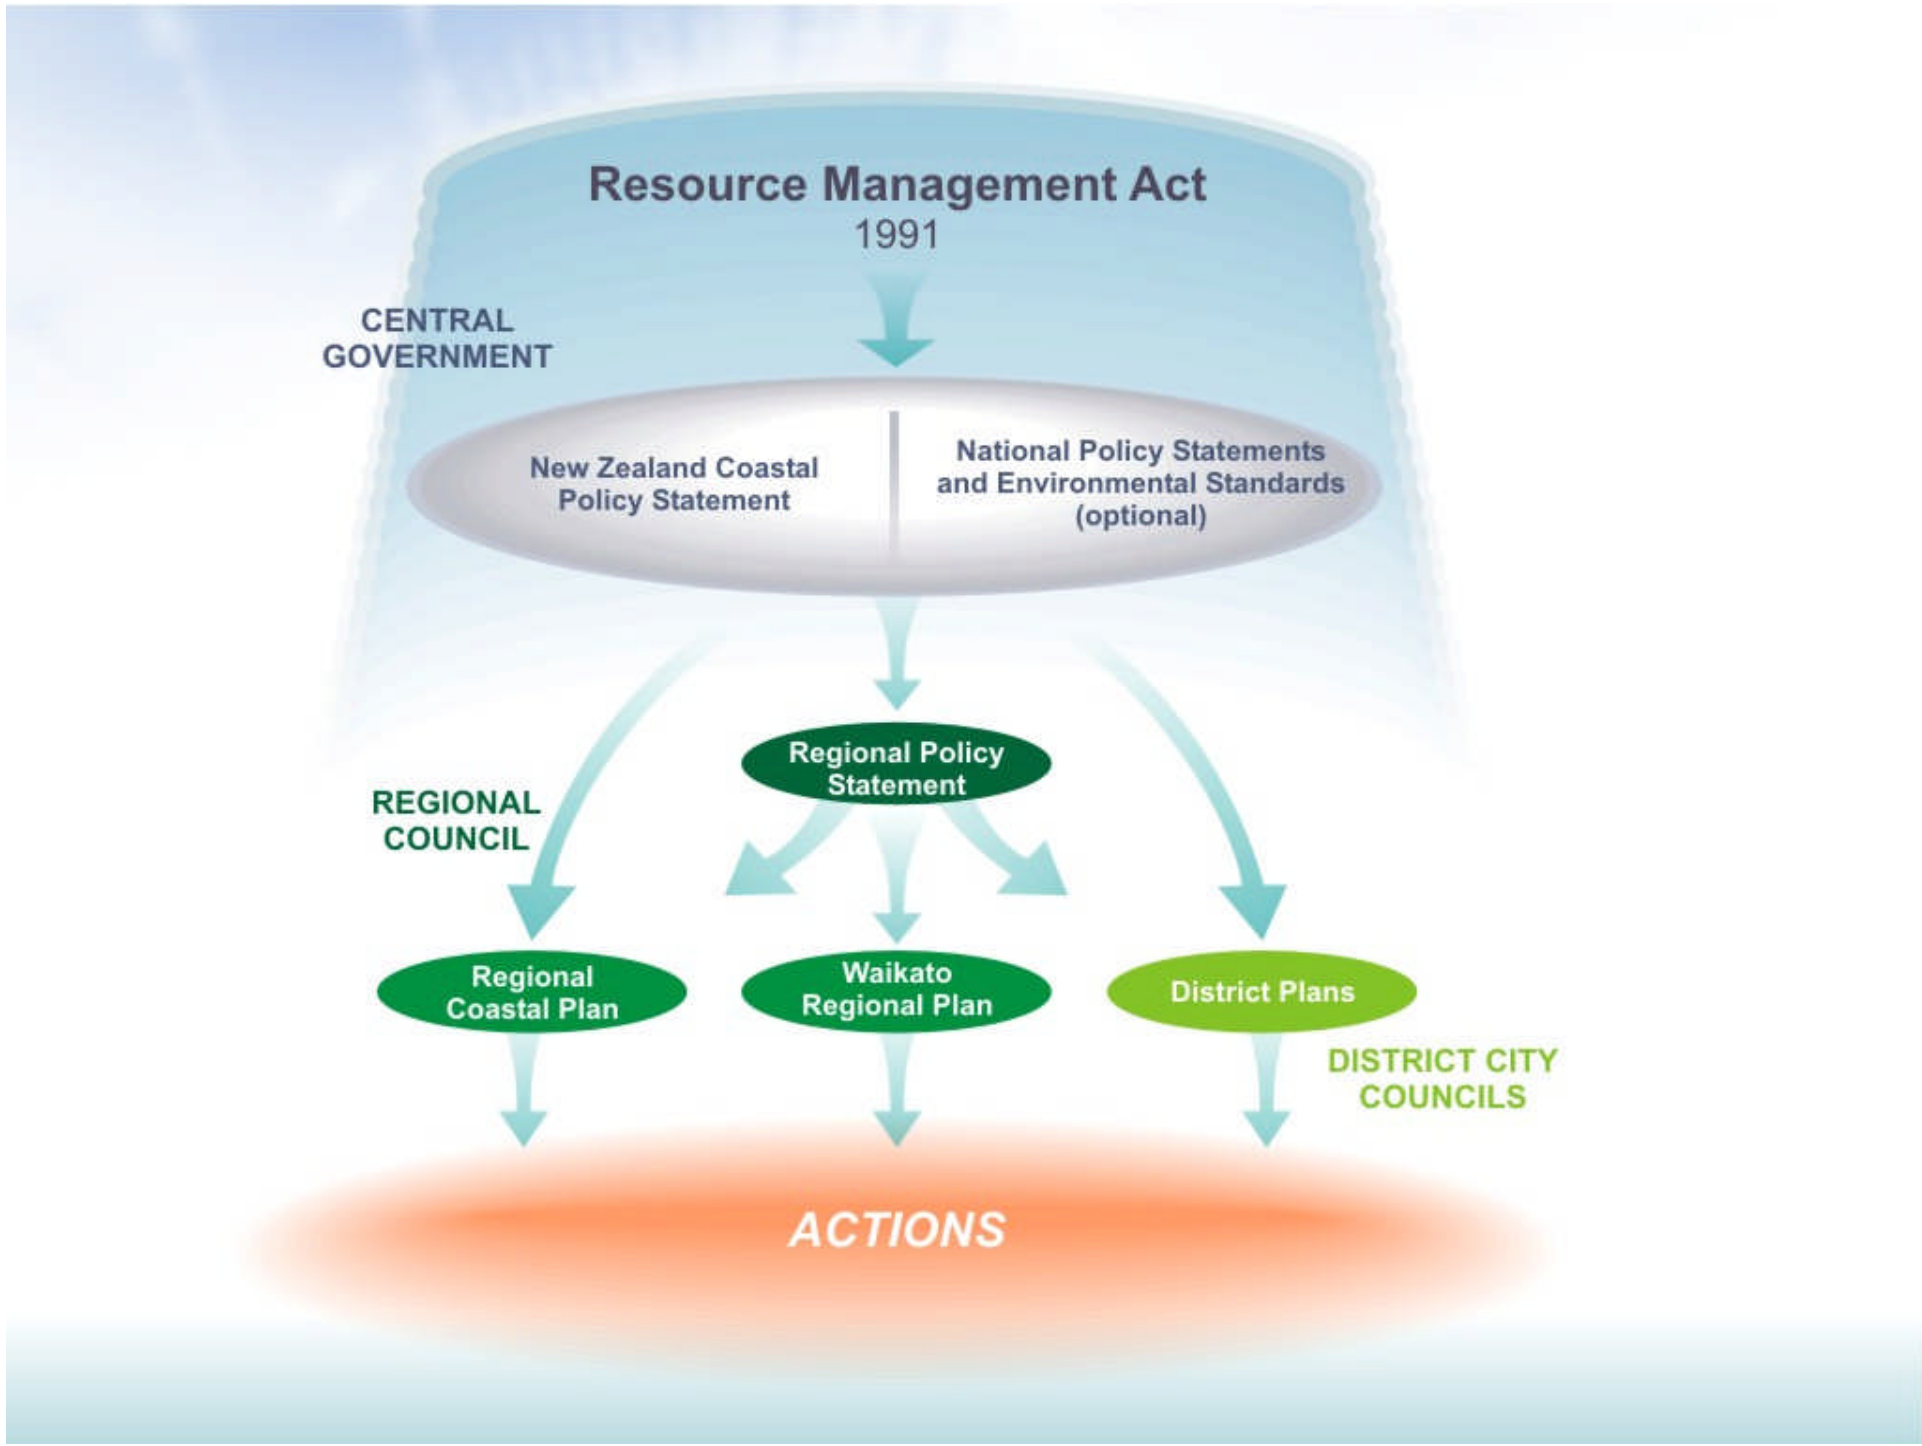 Resource Management Act
1991
CENTRAL
GOVERNMENT
New Zealand Coastal
Policy Statement
National Policy Statements
and Environmental Standards
(optional)
Regional Policy
Statement
REGIONAL
COUNCIL
Regional
Coastal Plan
Waikato
Regional Plan
District Plans
DISTRICT CITY
COUNCILS
ACTIONS